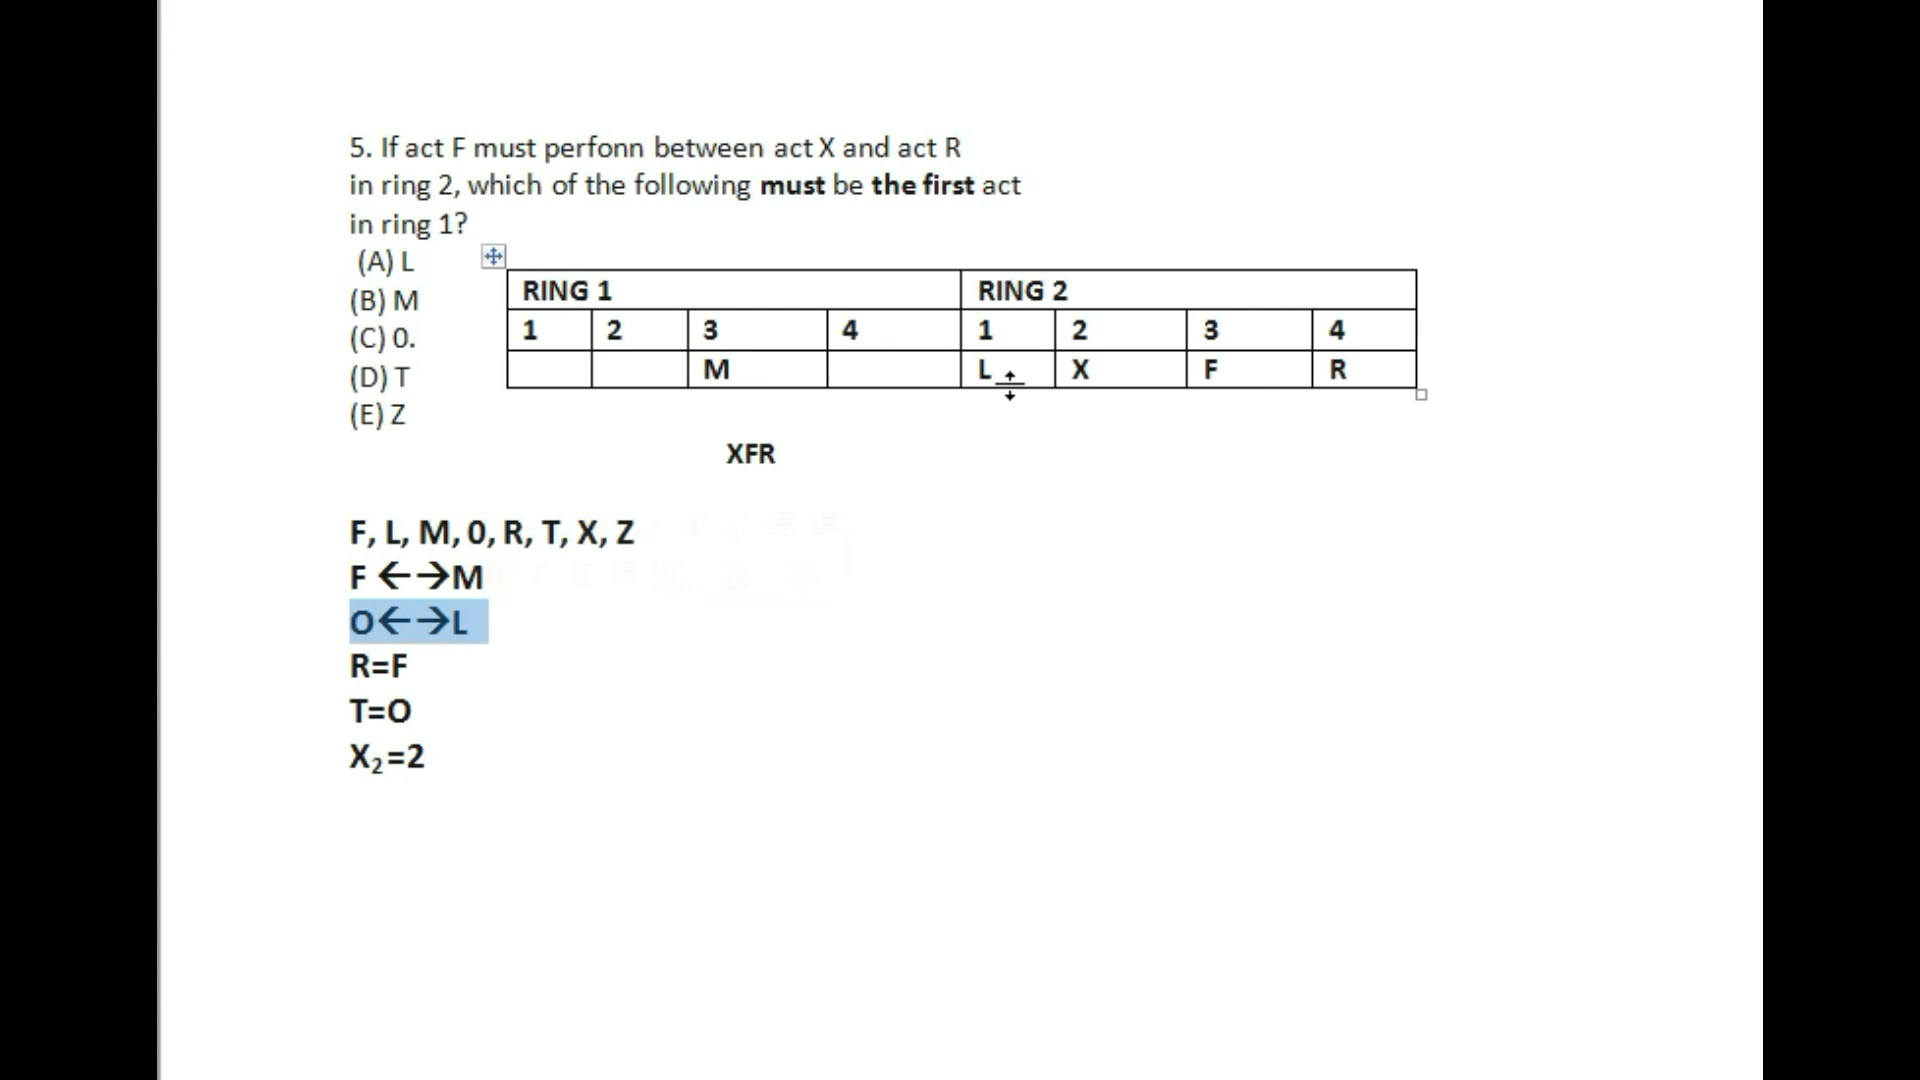 5. If act F must perfonn between act X and act R
in ring 2, which of the following must be the first act
in ring 1?
(A) L
(B) M
(C) 0.
(D) T
(E) Z
RING 1 RING 2
1 2 3 4 1 2 3 4
M L X F R
XFR
F, L, M, 0, R, T, X, Z
F ←→M
O←→L
R=F
T=O
X₂=2